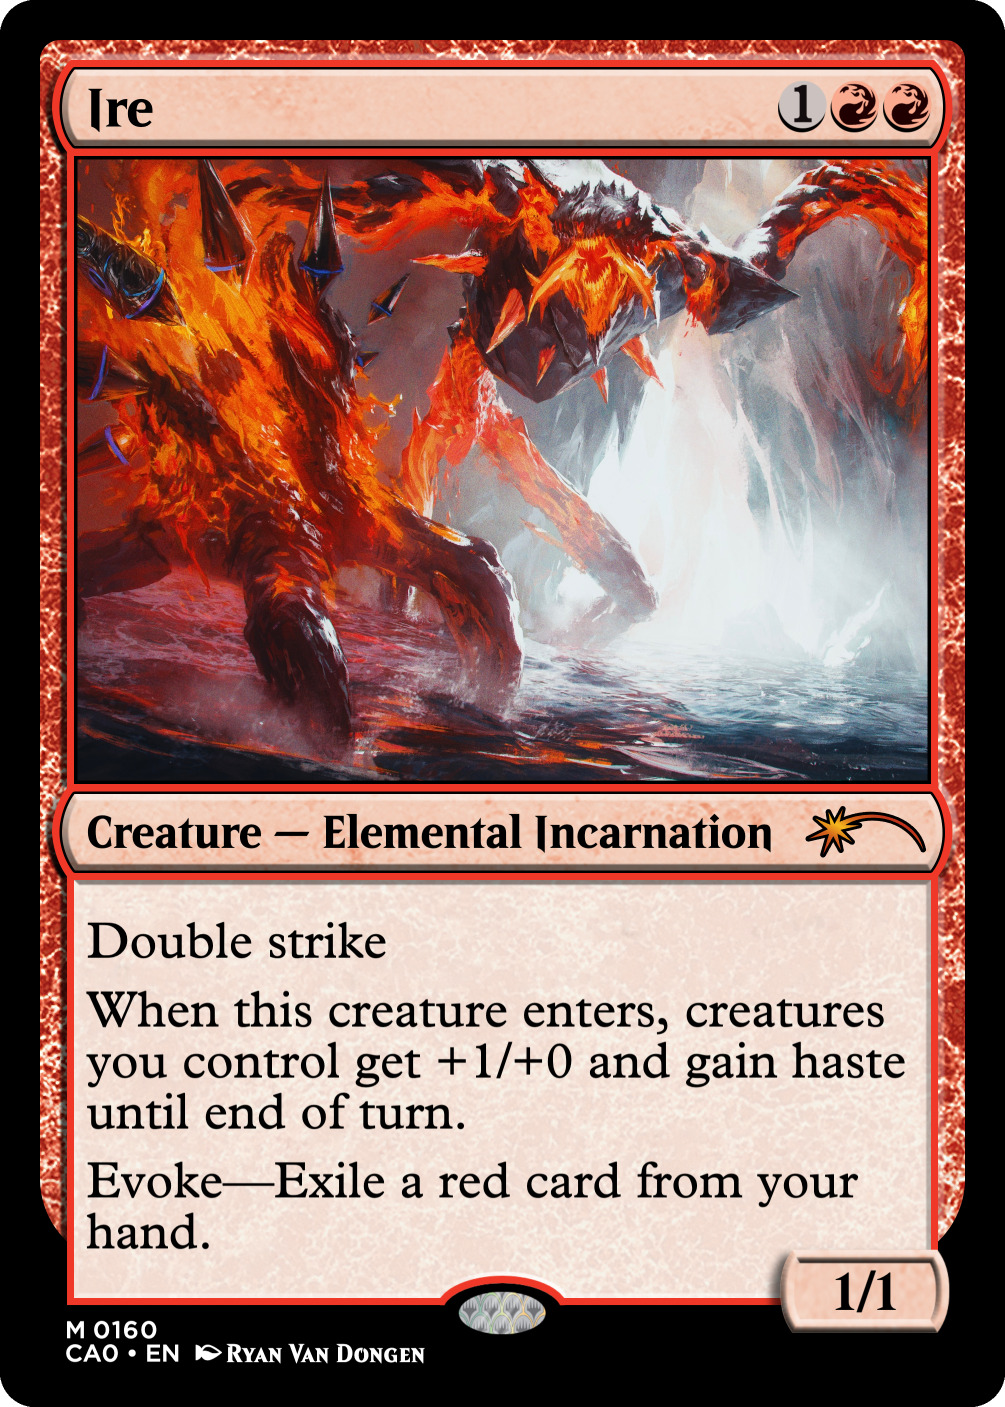 Ire 1
Creature — Elemental Incarnation
Double strike
When this creature enters, creatures
you control get +1/+0 and gain haste
until end of turn.
Evoke—Exile a red card from your
hand.
1/1
M 0160
CAO • EN Ryan Van Dongen